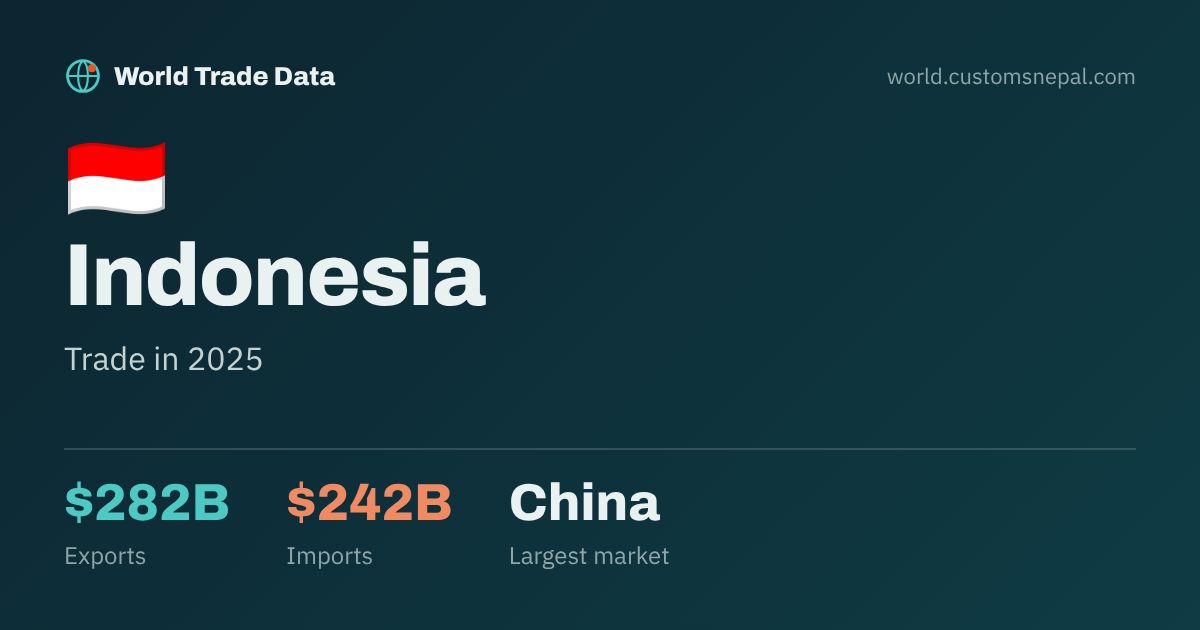 World Trade Data
world.customsnepal.com
Indonesia
Trade in 2025
$282B
Exports
$242B
Imports
China
Largest market